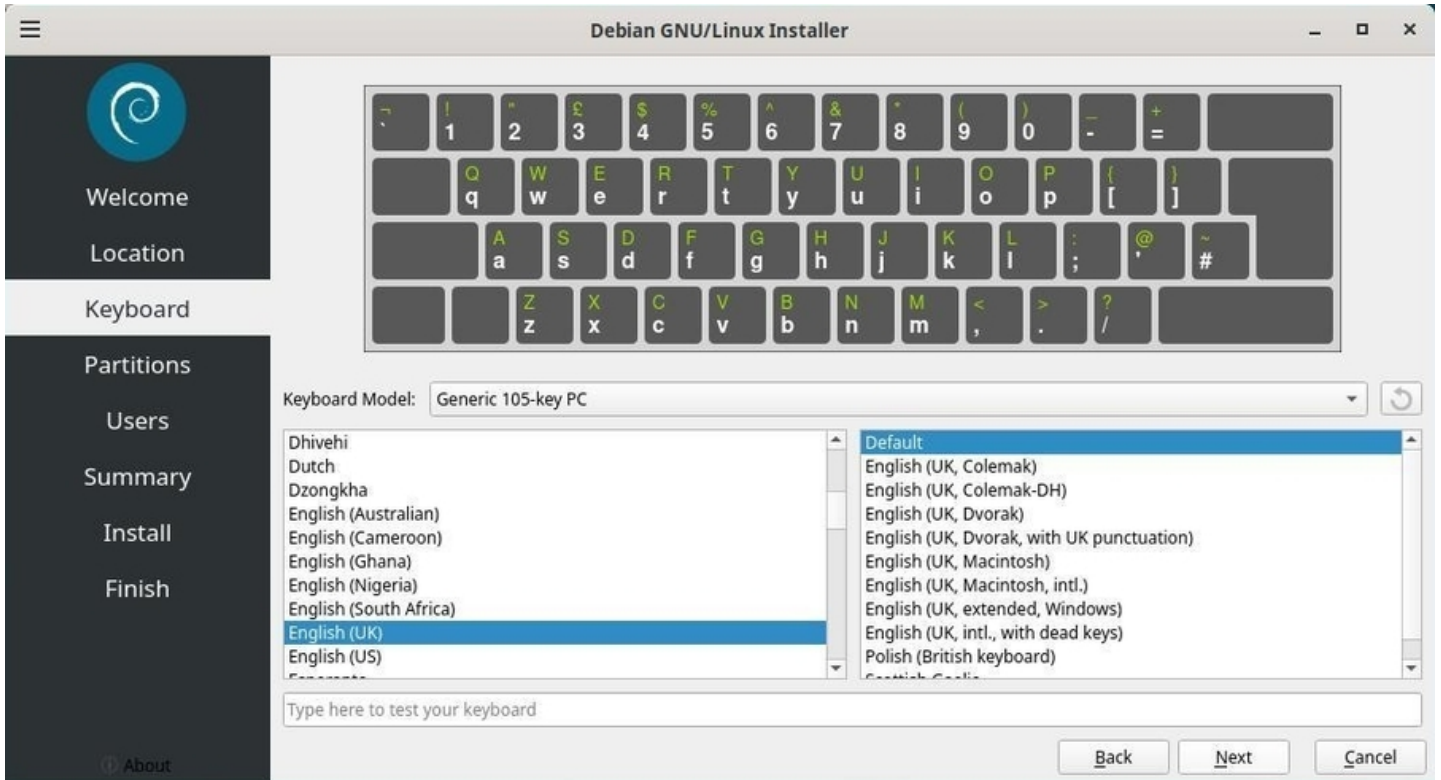 Debian GNU/Linux Installer
Welcome
Location
Keyboard
Partitions
Users
Summary
Install
Finish
About
¬ ! " £ $ % ^ & * ( ) _ +
` 1 2 3 4 5 6 7 8 9 0 - =
Q W E R T Y U I O P { }
q w e r t y u i o p [ ]
A S D F G H J K L : @ ~
a s d f g h j k l ; ' #
Z X C V B N M < > ?
z x c v b n m , . /
Keyboard Model: Generic 105-key PC
Dhivehi
Dutch
Dzongkha
English (Australian)
English (Cameroon)
English (Ghana)
English (Nigeria)
English (South Africa)
English (UK)
English (US)
Esperanto
Default
English (UK, Colemak)
English (UK, Colemak-DH)
English (UK, Dvorak)
English (UK, Dvorak, with UK punctuation)
English (UK, Macintosh)
English (UK, Macintosh, intl.)
English (UK, extended, Windows)
English (UK, intl., with dead keys)
Polish (British keyboard)
Scottish Gaelic
Type here to test your keyboard
Back Next Cancel